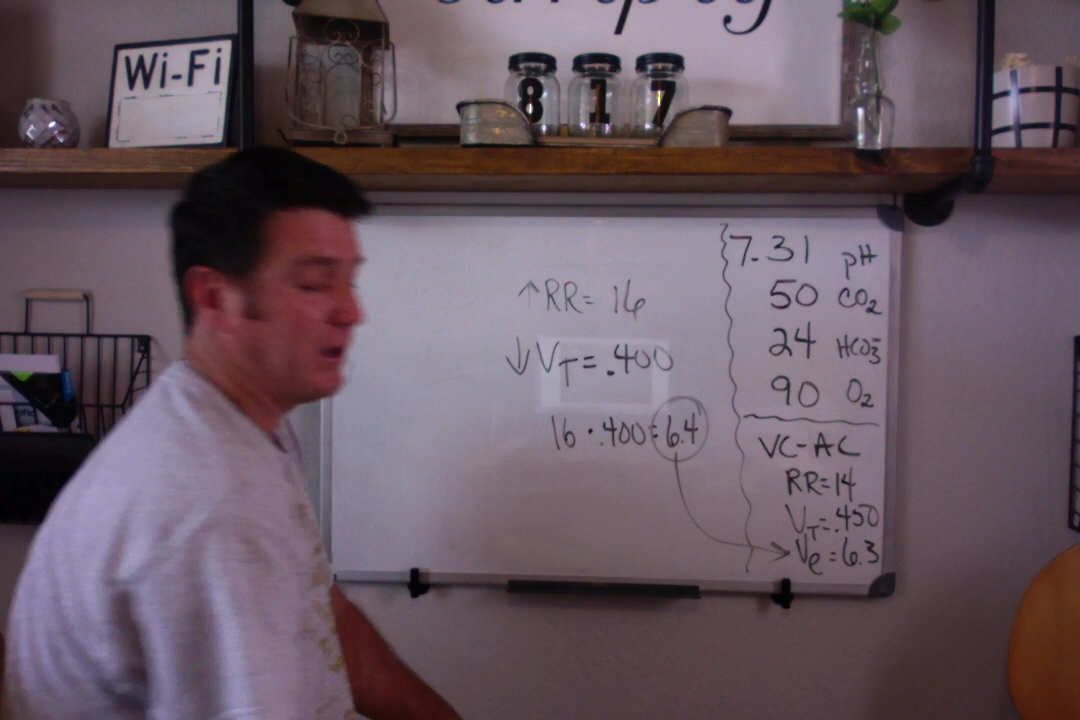 Wi-Fi
8 1 7
↑RR= 16
↓VT=.400
16 · .400=6.4
7.31 pH
50 CO2
24 HCO3-
90 O2
VC-AC
RR=14
VT=.450
Ve=6.3